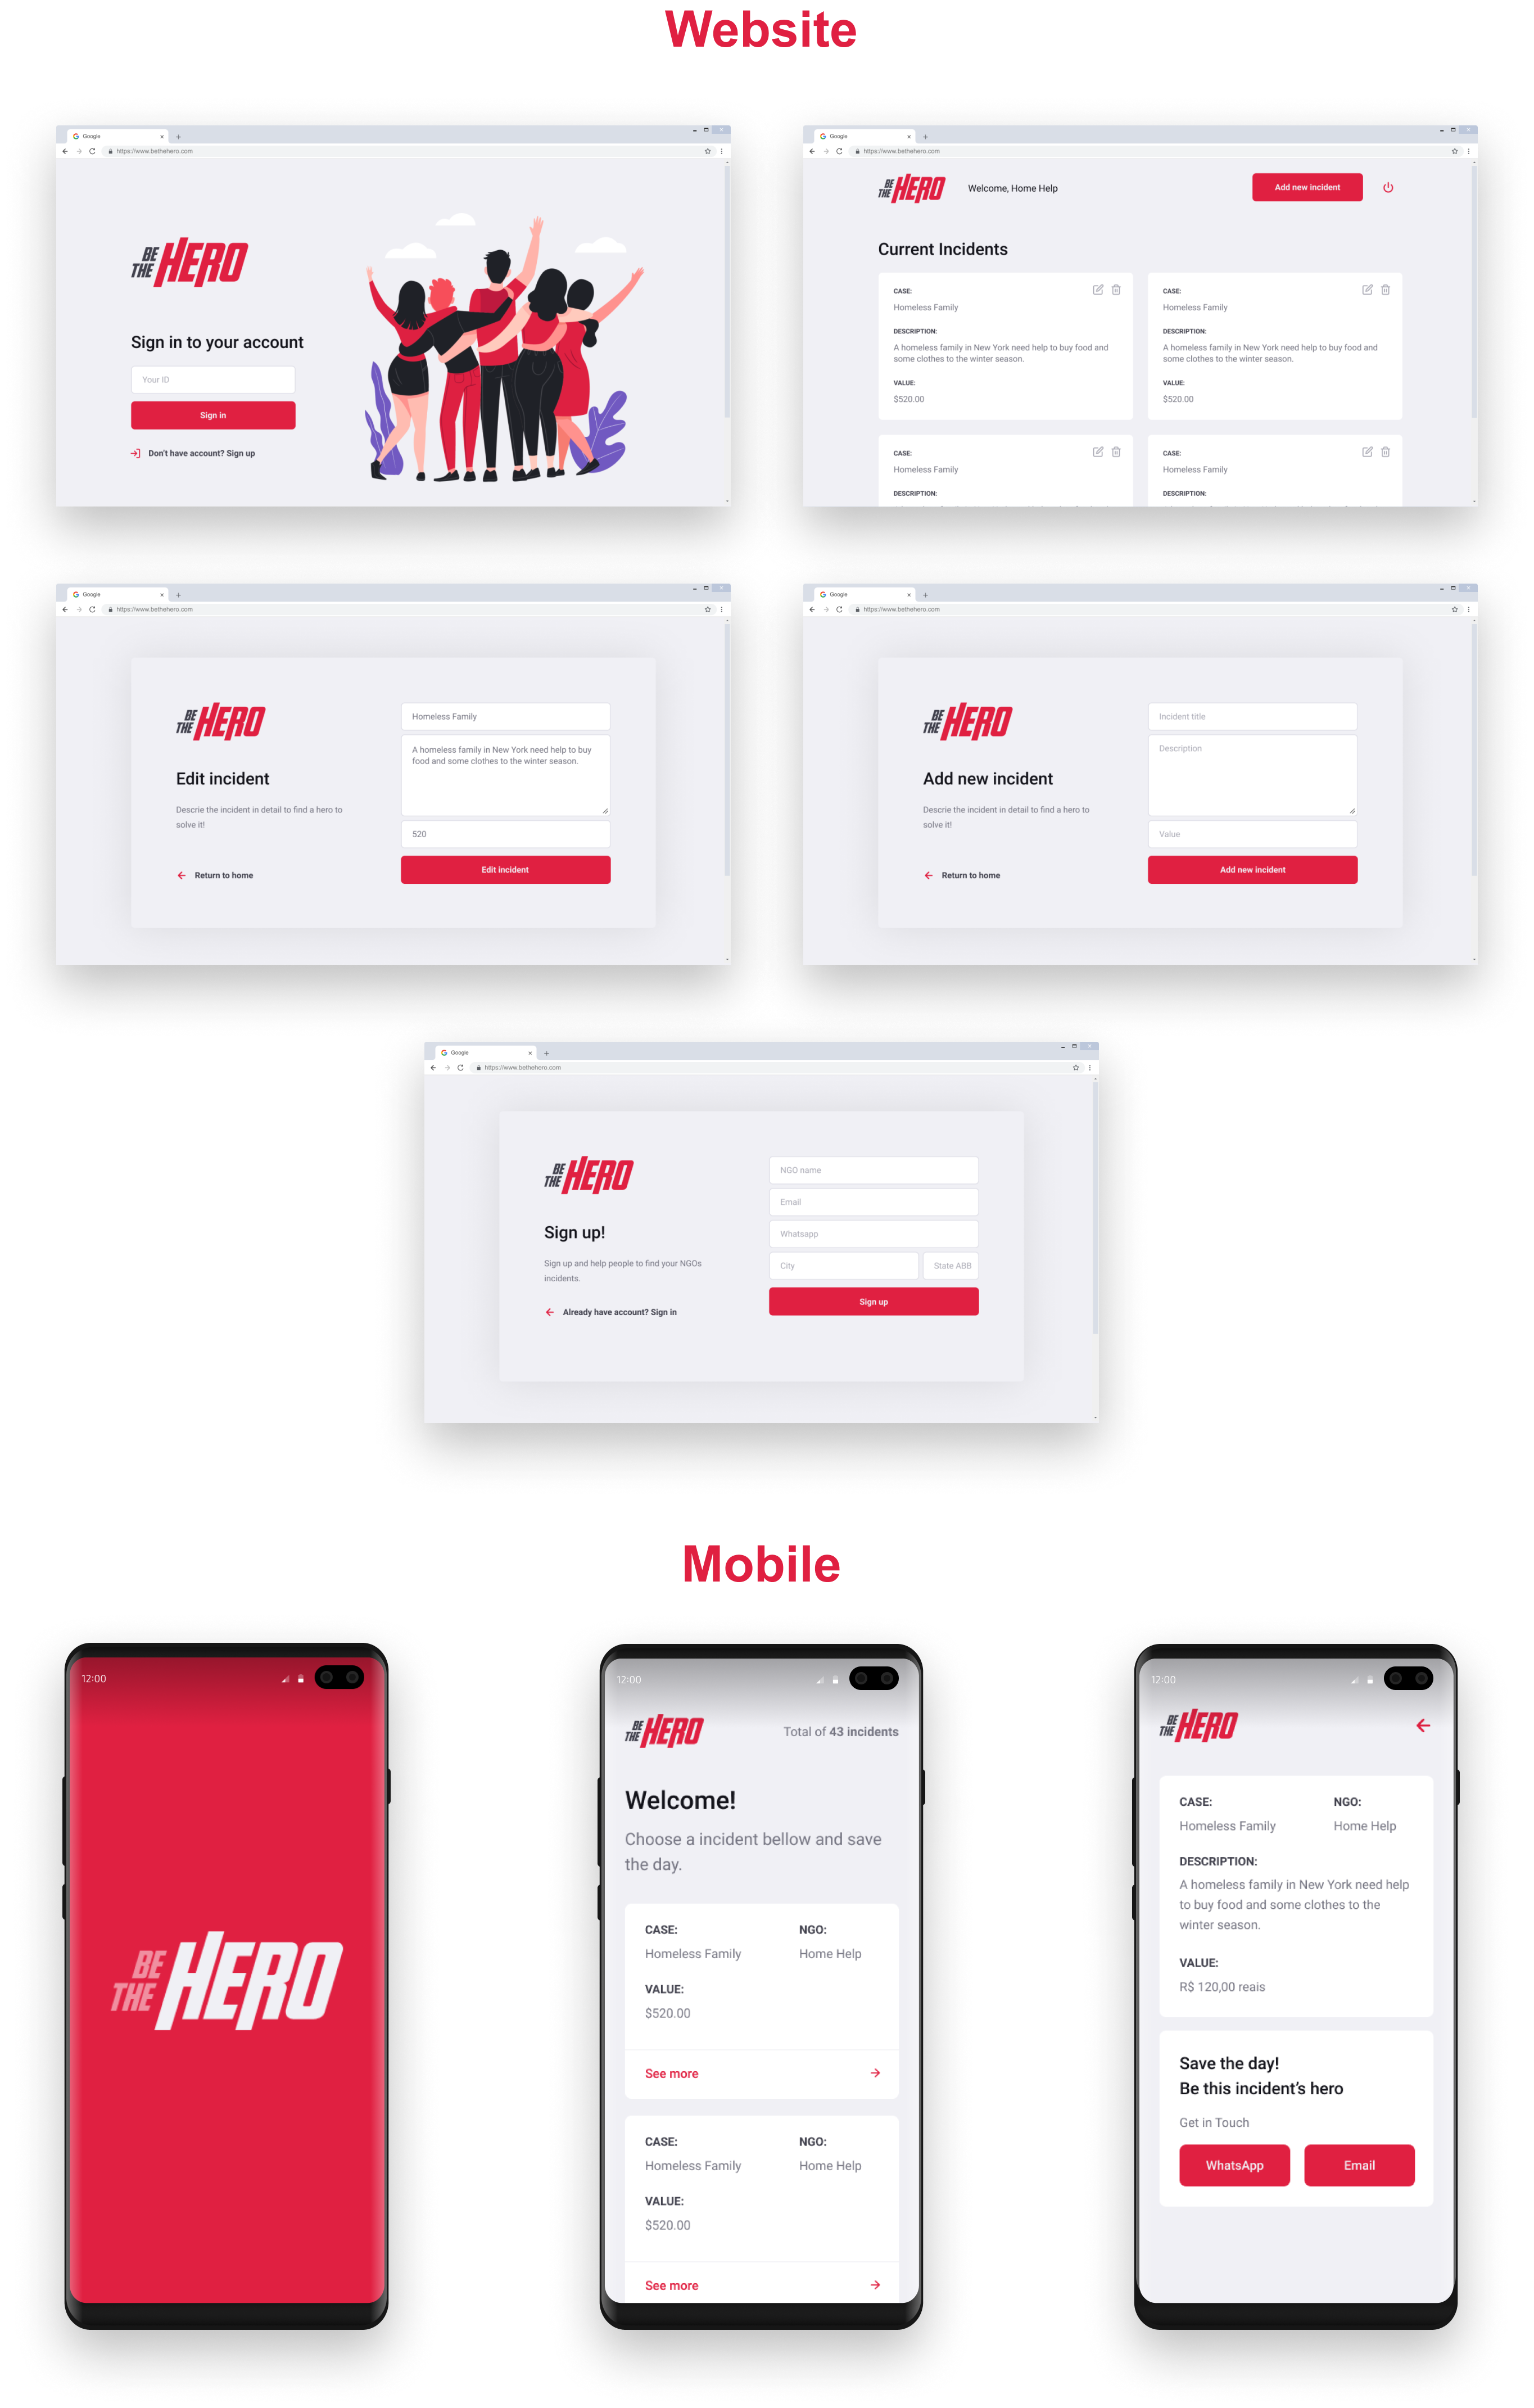 Website
Google
https://www.bethehero.com
BE
THE HERO
Sign in to your account
Your ID
Sign in
Don't have account? Sign up
Google
https://www.bethehero.com
BE
THE HERO
Welcome, Home Help
Add new incident
Current Incidents
CASE:
Homeless Family
DESCRIPTION:
A homeless family in New York need help to buy food and
some clothes to the winter season.
VALUE:
$520.00
CASE:
Homeless Family
DESCRIPTION:
A homeless family in New York need help to buy food and
some clothes to the winter season.
VALUE:
$520.00
CASE:
Homeless Family
DESCRIPTION:
CASE:
Homeless Family
DESCRIPTION:
Google
https://www.bethehero.com
BE
THE HERO
Edit incident
Descrie the incident in detail to find a hero to
solve it!
Return to home
Homeless Family
A homeless family in New York need help to buy
food and some clothes to the winter season.
520
Edit incident
Google
https://www.bethehero.com
BE
THE HERO
Add new incident
Descrie the incident in detail to find a hero to
solve it!
Return to home
Incident title
Description
Value
Add new incident
Google
https://www.bethehero.com
BE
THE HERO
Sign up!
Sign up and help people to find your NGOs
incidents.
Already have account? Sign in
NGO name
Email
Whatsapp
City
State ABB
Sign up
Mobile
12:00
BE
THE HERO
12:00
BE
THE HERO
Total of 43 incidents
Welcome!
Choose a incident bellow and save
the day.
CASE:
NGO:
Homeless Family
Home Help
VALUE:
$520.00
See more
CASE:
NGO:
Homeless Family
Home Help
VALUE:
$520.00
See more
12:00
BE
THE HERO
CASE:
NGO:
Homeless Family
Home Help
DESCRIPTION:
A homeless family in New York need help
to buy food and some clothes to the
winter season.
VALUE:
R$ 120,00 reais
Save the day!
Be this incident's hero
Get in Touch
WhatsApp
Email